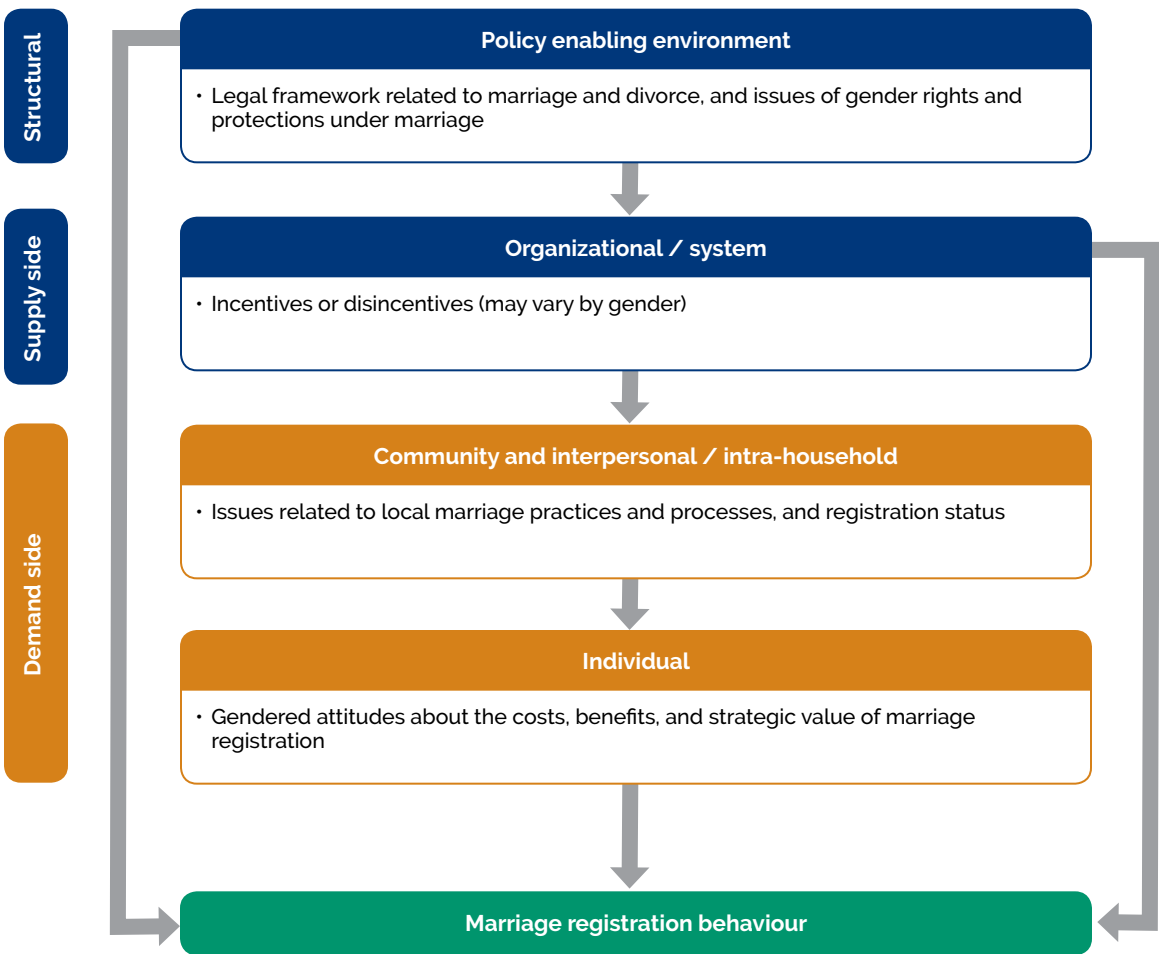 Structural
Policy enabling environment
• Legal framework related to marriage and divorce, and issues of gender rights and
protections under marriage
Supply side
Organizational / system
• Incentives or disincentives (may vary by gender)
Demand side
Community and interpersonal / intra-household
• Issues related to local marriage practices and processes, and registration status
Individual
• Gendered attitudes about the costs, benefits, and strategic value of marriage
registration
Marriage registration behaviour